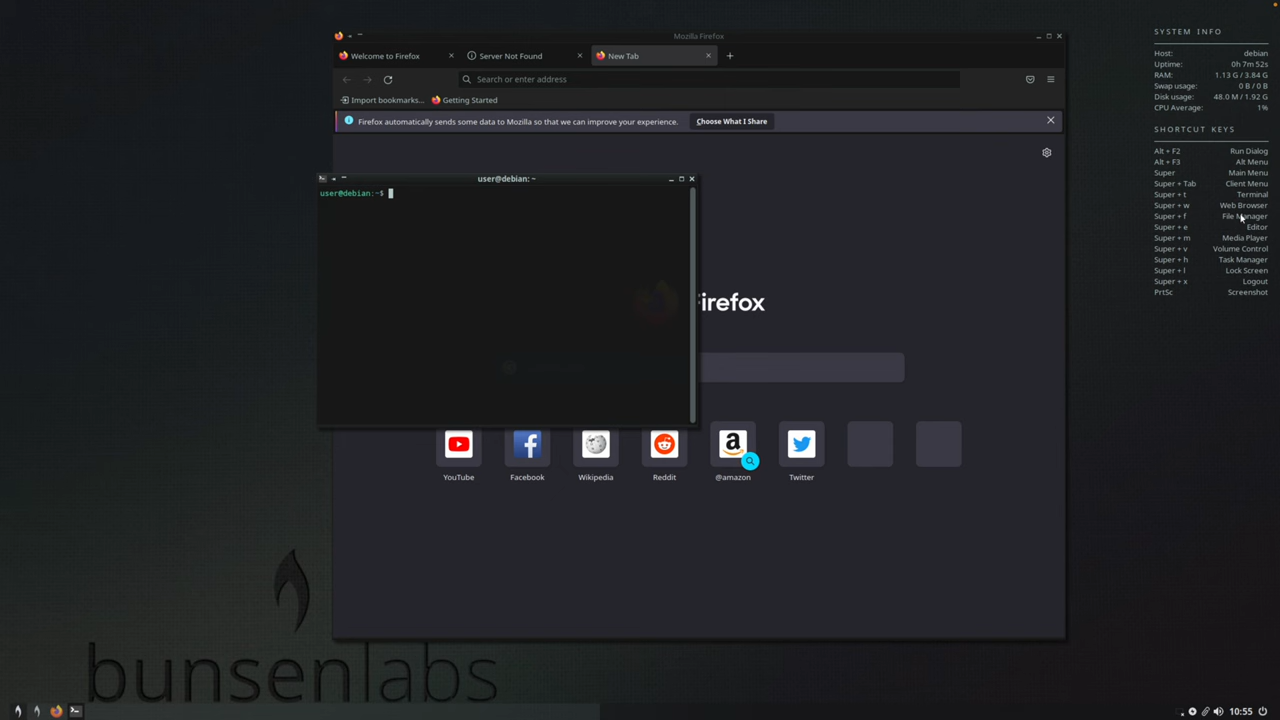 Mozilla Firefox
Welcome to Firefox
Server Not Found
New Tab
Search or enter address
Import bookmarks...
Getting Started
Firefox automatically sends some data to Mozilla so that we can improve your experience.
Choose What I Share
user@debian: ~
user@debian:~$
Firefox
YouTube
Facebook
Wikipedia
Reddit
@amazon
Twitter
SYSTEM INFO
Host: debian
Uptime: 0h 7m 52s
RAM: 1.13 G / 3.84 G
Swap usage: 0 B / 0 B
Disk usage: 48.0 M / 1.92 G
CPU Average: 1%
SHORTCUT KEYS
Alt + F2 Run Dialog
Alt + F3 Alt Menu
Super Main Menu
Super + Tab Client Menu
Super + t Terminal
Super + w Web Browser
Super + f File Manager
Super + e Editor
Super + m Media Player
Super + v Volume Control
Super + h Task Manager
Super + l Lock Screen
Super + x Logout
PrtSc Screenshot
bunsenlabs
10:55